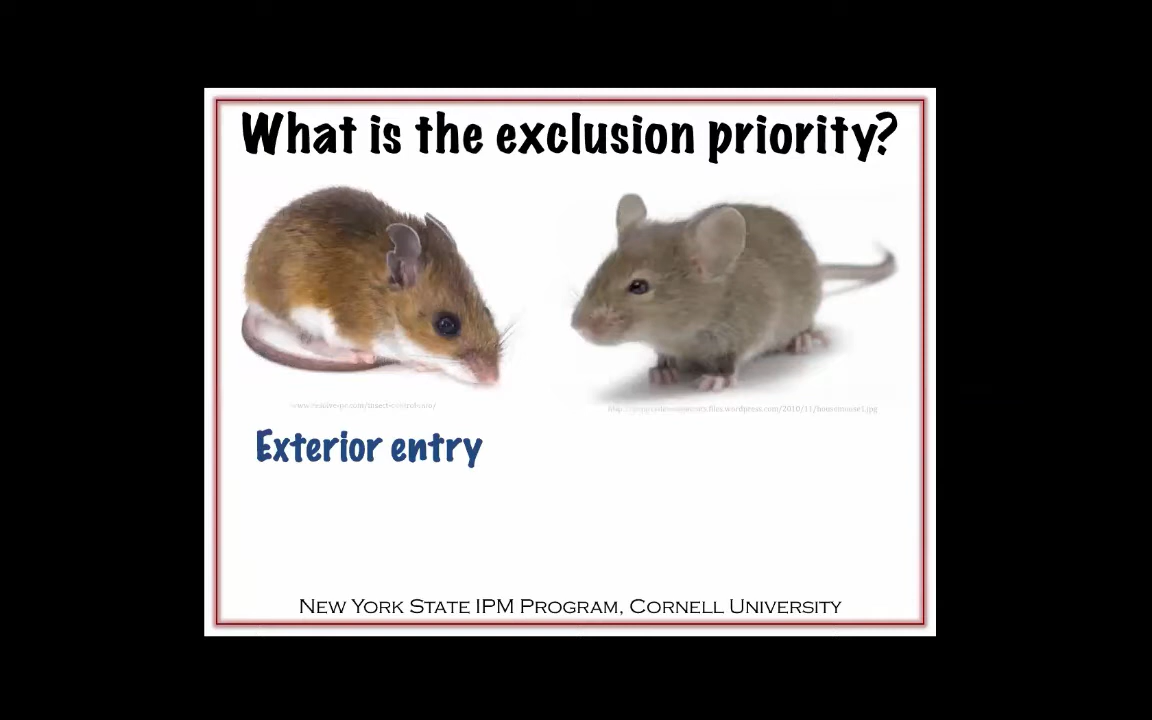 What is the exclusion priority?
Exterior entry
New York State IPM Program, Cornell University